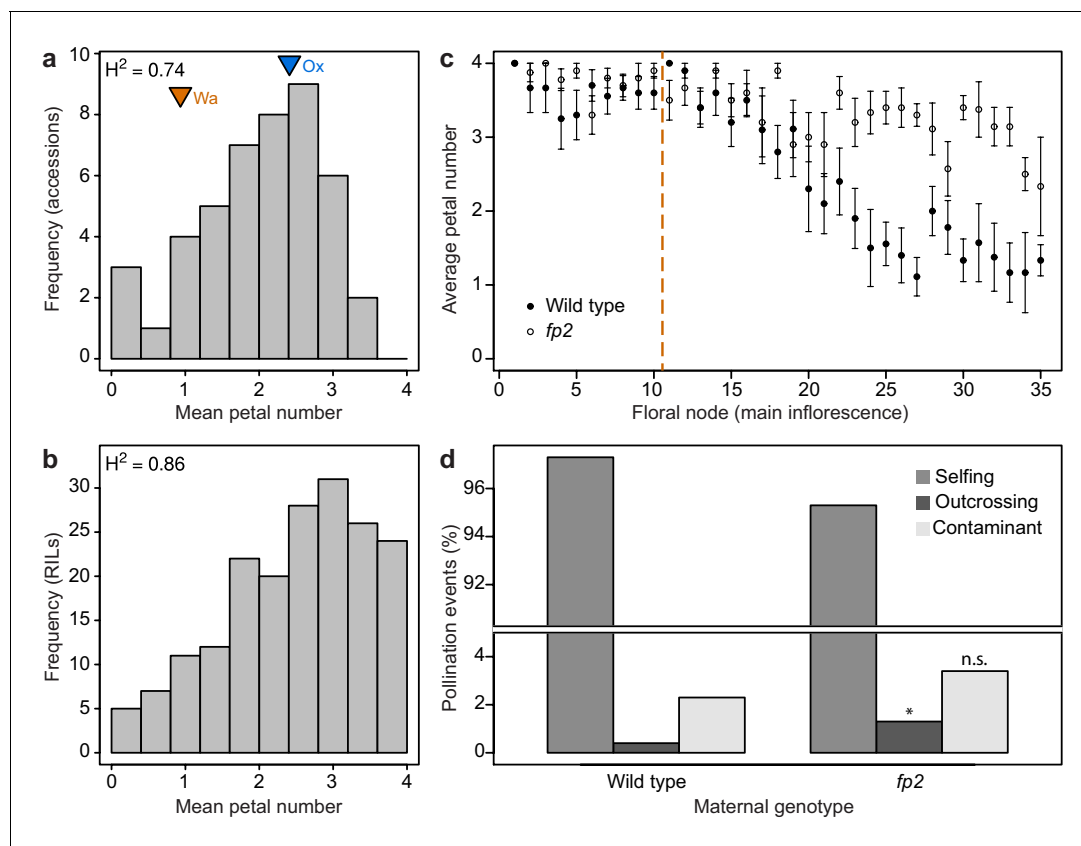 a
H² = 0.74
Wa
Ox
Frequency (accessions)
0
2
4
6
8
10
0
1
2
3
4
Mean petal number
b
H² = 0.86
Frequency (RILs)
0
5
10
15
20
25
30
0
1
2
3
4
Mean petal number
c
Average petal number
0
1
2
3
4
Wild type
fp2
0
5
10
15
20
25
30
35
Floral node (main inflorescence)
d
Pollination events (%)
96
94
92
4
2
0
Selfing
Outcrossing
Contaminant
*
n.s.
Wild type
fp2
Maternal genotype